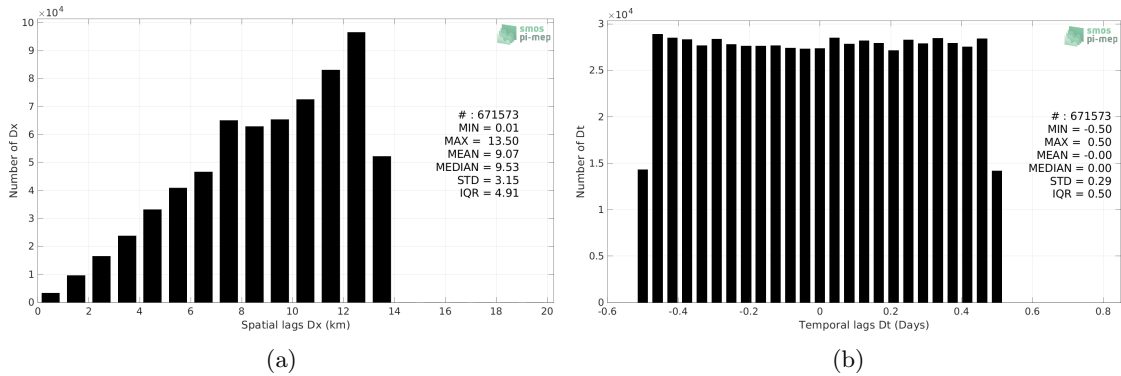 ×10⁴
10
9
8
7
6
5
4
3
2
1
0
Number of Dx
smos
pi-mep
# : 671573
MIN = 0.01
MAX = 13.50
MEAN = 9.07
MEDIAN = 9.53
STD = 3.15
IQR = 4.91
0 2 4 6 8 10 12 14 16 18 20
Spatial lags Dx (km)
(a)
×10⁴
3
2.5
2
1.5
1
0.5
0
Number of Dt
smos
pi-mep
# : 671573
MIN = -0.50
MAX = 0.50
MEAN = -0.00
MEDIAN = 0.00
STD = 0.29
IQR = 0.50
-0.6 -0.4 -0.2 0 0.2 0.4 0.6 0.8
Temporal lags Dt (Days)
(b)